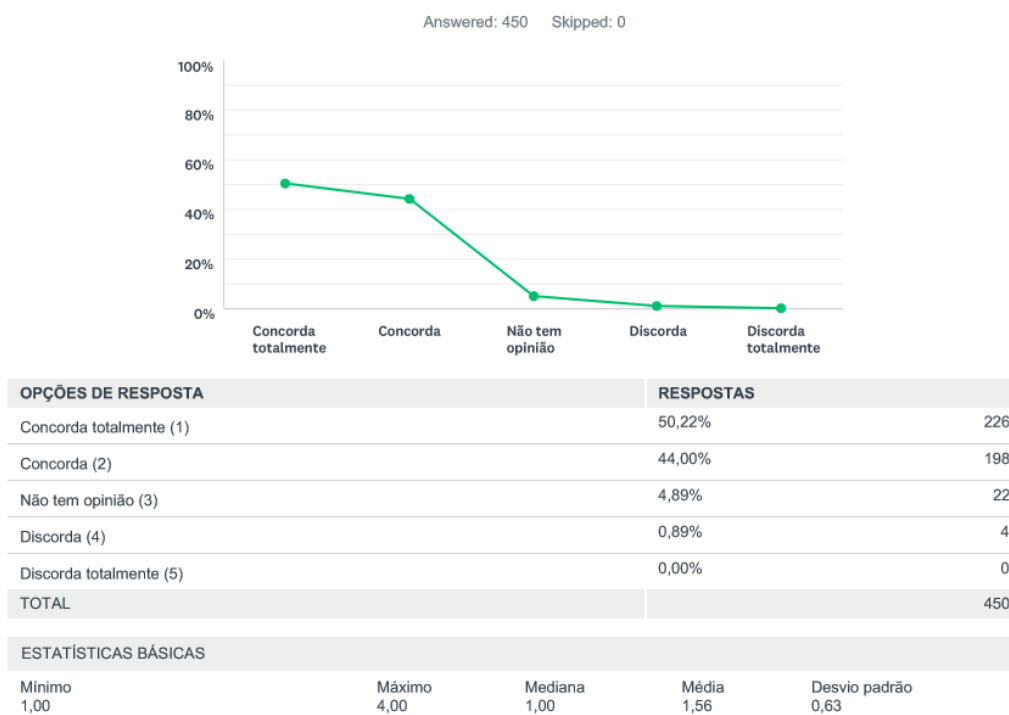 Answered: 450 Skipped: 0
100%
80%
60%
40%
20%
0%
Concorda totalmente
Concorda
Não tem opinião
Discorda
Discorda totalmente
OPÇÕES DE RESPOSTA RESPOSTAS
Concorda totalmente (1) 50,22% 226
Concorda (2) 44,00% 198
Não tem opinião (3) 4,89% 22
Discorda (4) 0,89% 4
Discorda totalmente (5) 0,00% 0
TOTAL 450
ESTATÍSTICAS BÁSICAS
Mínimo Máximo Mediana Média Desvio padrão
1,00 4,00 1,00 1,56 0,63